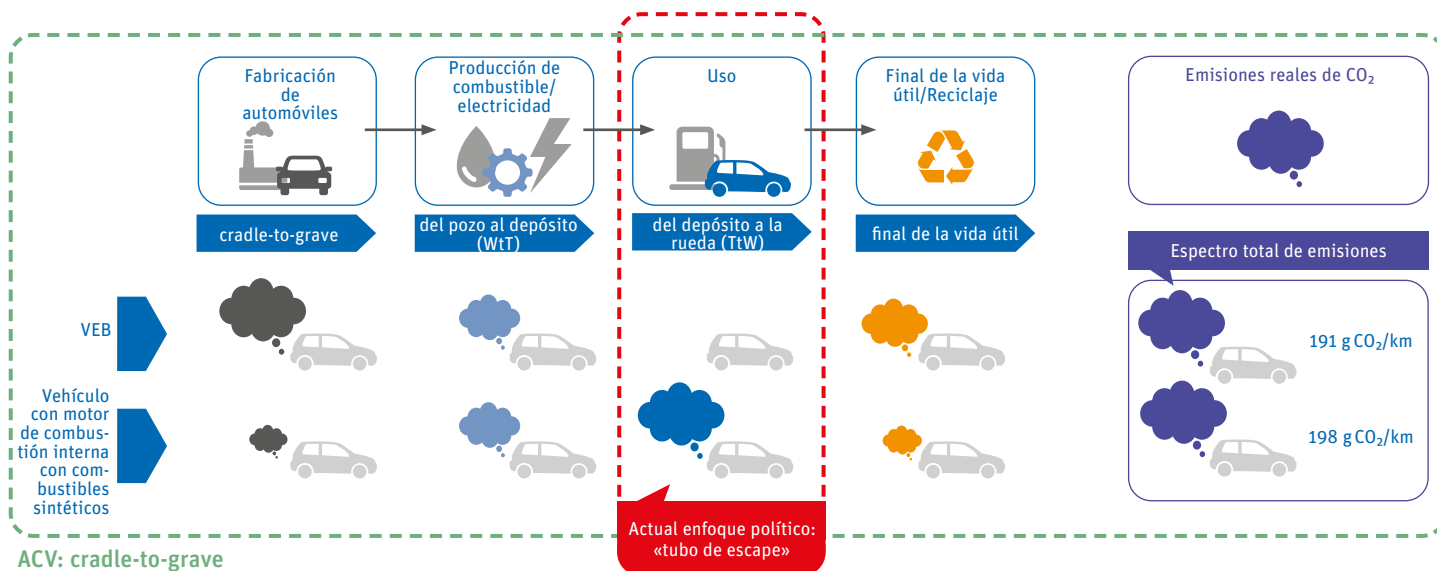 Fabricación
de
automóviles
Producción de
combustible/
electricidad
Uso
Final de la vida
útil/Reciclaje
Emisiones reales de CO₂
cradle-to-grave
del pozo al depósito
(WtT)
del depósito a la
rueda (TtW)
final de la vida útil
Espectro total de emisiones
VEB
191 g CO₂/km
Vehículo
con motor
de combus-
tión interna
con com-
bustibles
sintéticos
198 g CO₂/km
Actual enfoque político:
«tubo de escape»
ACV: cradle-to-grave